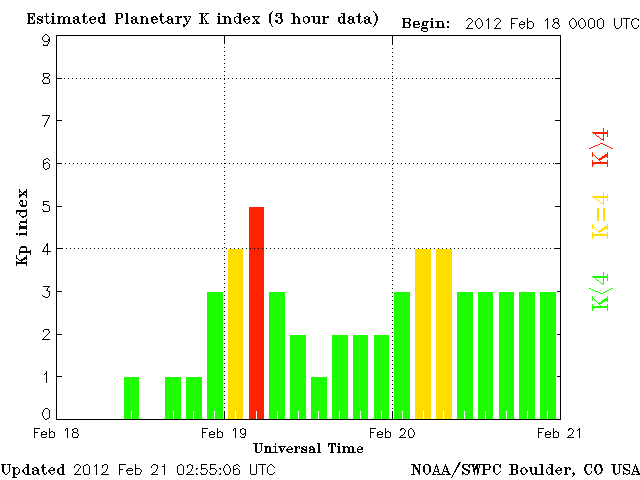 Estimated Planetary K index (3 hour data) Begin: 2012 Feb 18 0000 UTC
9
8
7
6
5
4
3
2
1
0
Kp index
K>4
K=4
K<4
Feb 18 Feb 19 Feb 20 Feb 21
Universal Time
Updated 2012 Feb 21 02:55:06 UTC NOAA/SWPC Boulder, CO USA